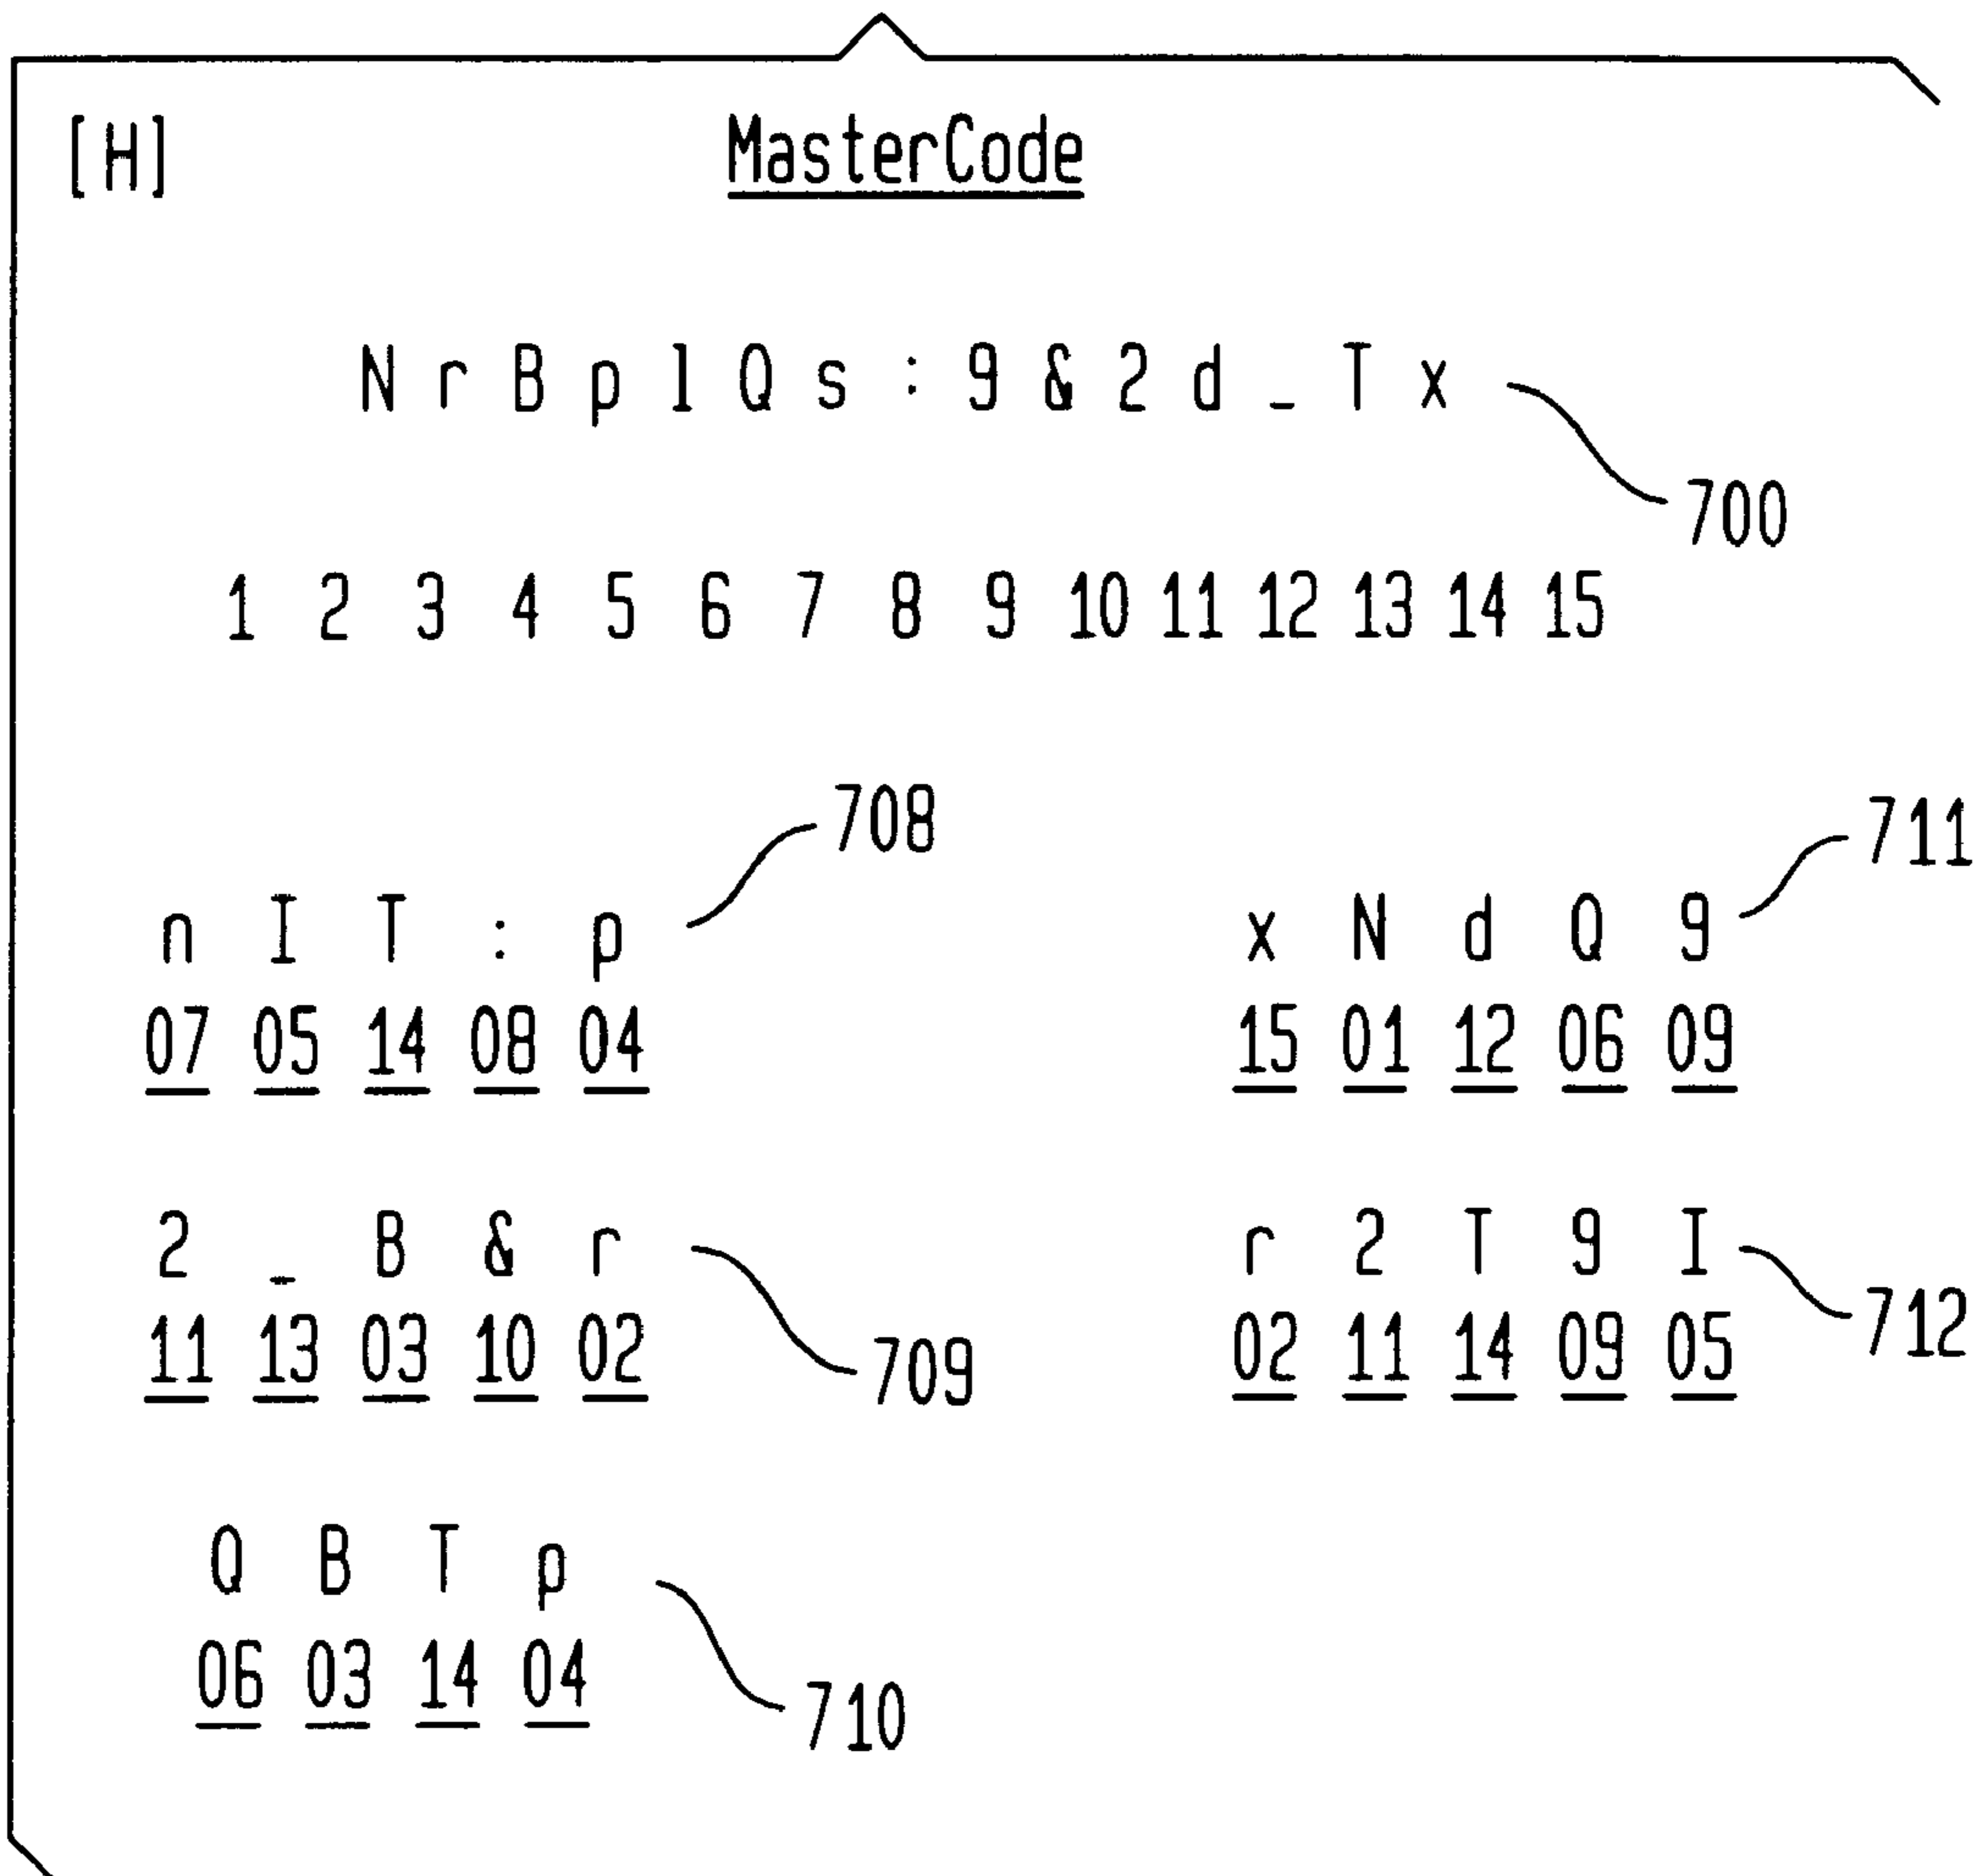 [H] MasterCode
N r B p l Q s : 9 & 2 d _ T x
700
1 2 3 4 5 6 7 8 9 10 11 12 13 14 15
708
711
n I T : p
07 05 14 08 04
x N d Q 9
15 01 12 06 09
2 _ B & r
11 13 03 10 02
709
r 2 T 9 I
02 11 14 09 05
712
Q B T p
06 03 14 04
710